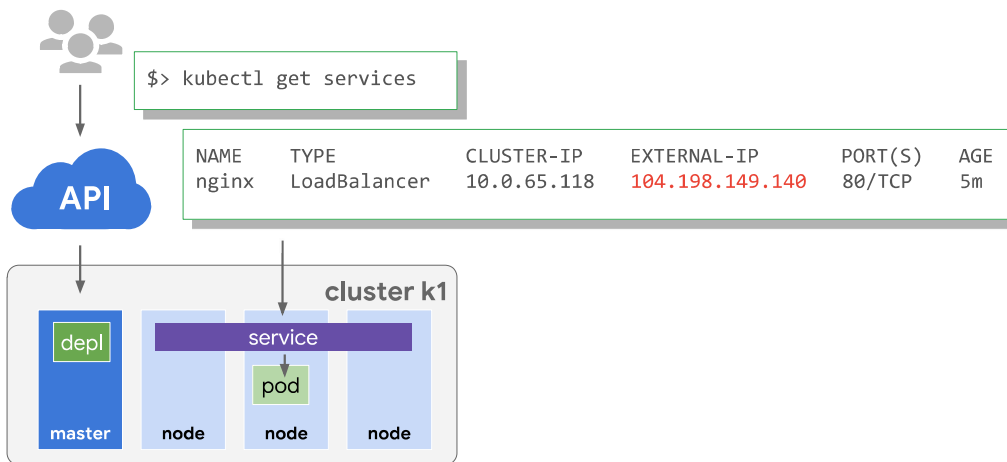 $> kubectl get services
NAME TYPE CLUSTER-IP EXTERNAL-IP PORT(S) AGE
nginx LoadBalancer 10.0.65.118 104.198.149.140 80/TCP 5m
API
cluster k1
depl
service
pod
master
node
node
node